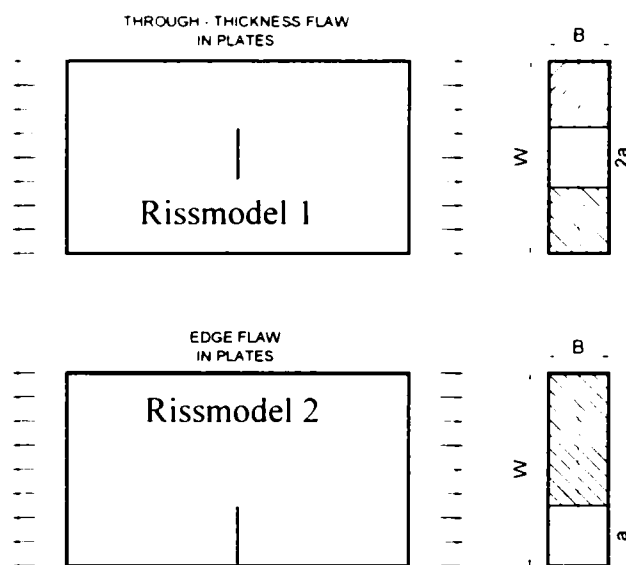 THROUGH - THICKNESS FLAW
IN PLATES
B
W
2a
Rissmodel 1
EDGE FLAW
IN PLATES
B
Rissmodel 2
W
a